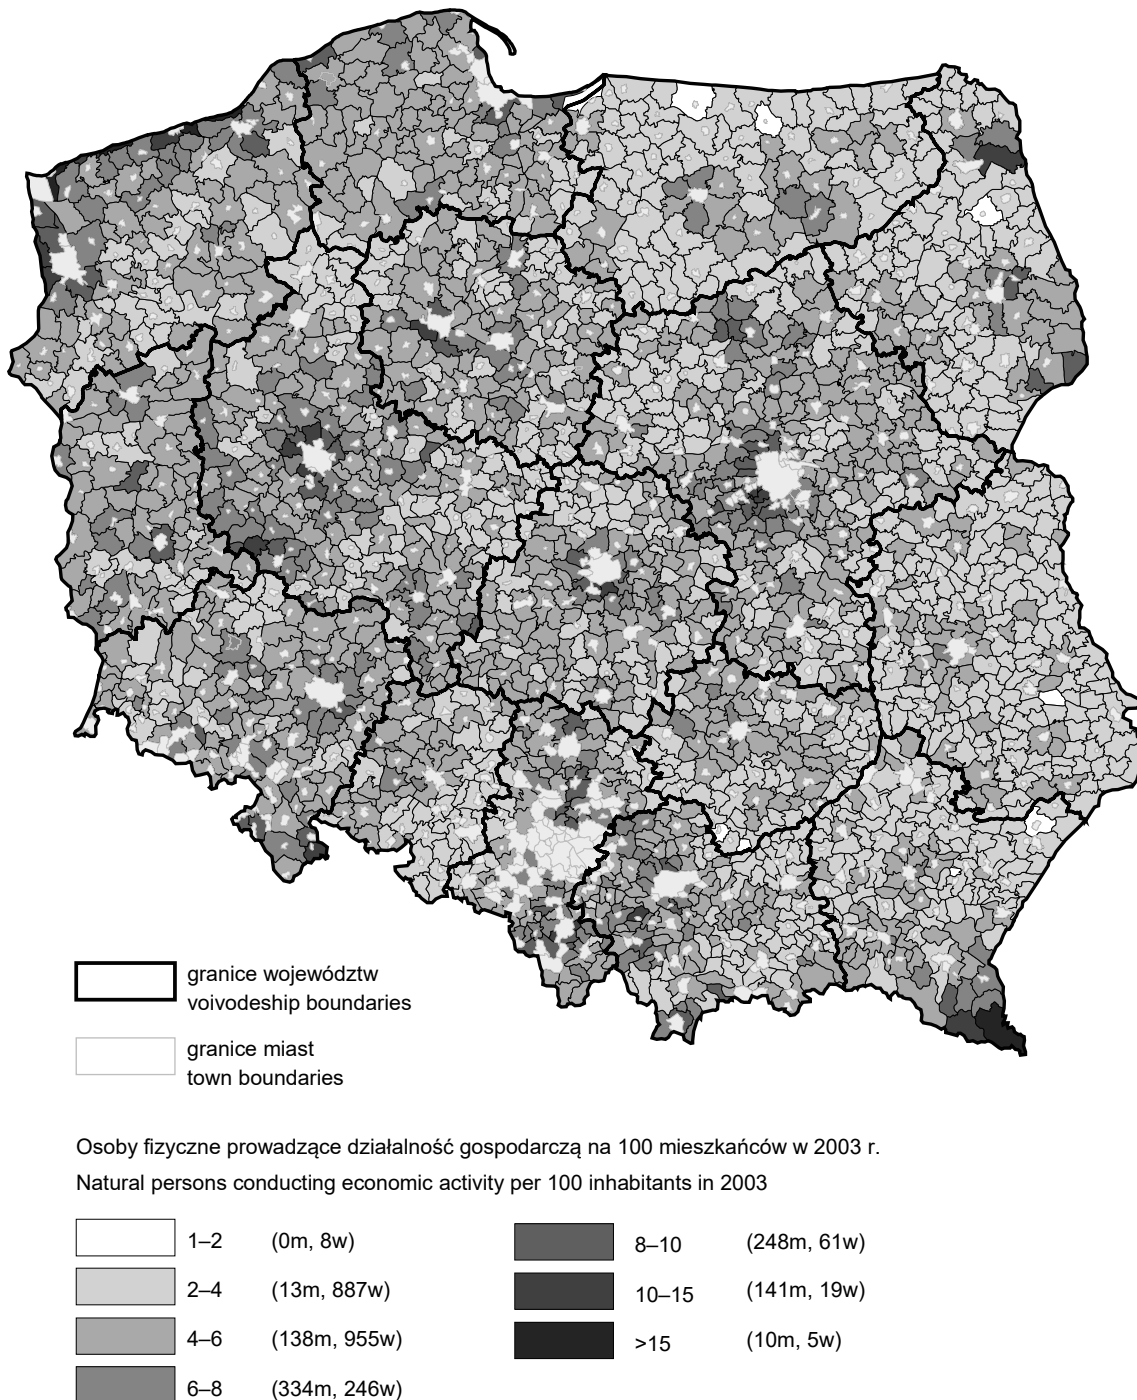 granice województw
voivodeship boundaries
granice miast
town boundaries
Osoby fizyczne prowadzące działalność gospodarczą na 100 mieszkańców w 2003 r.
Natural persons conducting economic activity per 100 inhabitants in 2003
1–2 (0m, 8w)
2–4 (13m, 887w)
4–6 (138m, 955w)
6–8 (334m, 246w)
8–10 (248m, 61w)
10–15 (141m, 19w)
>15 (10m, 5w)